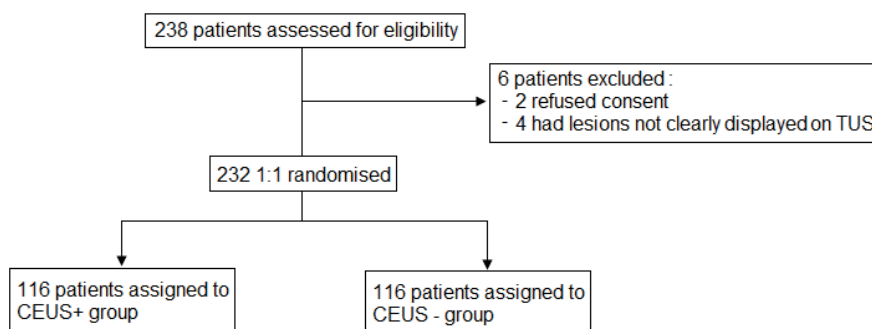 238 patients assessed for eligibility
6 patients excluded :
- 2 refused consent
- 4 had lesions not clearly displayed on TUS
232 1:1 randomised
116 patients assigned to
CEUS+ group
116 patients assigned to
CEUS - group